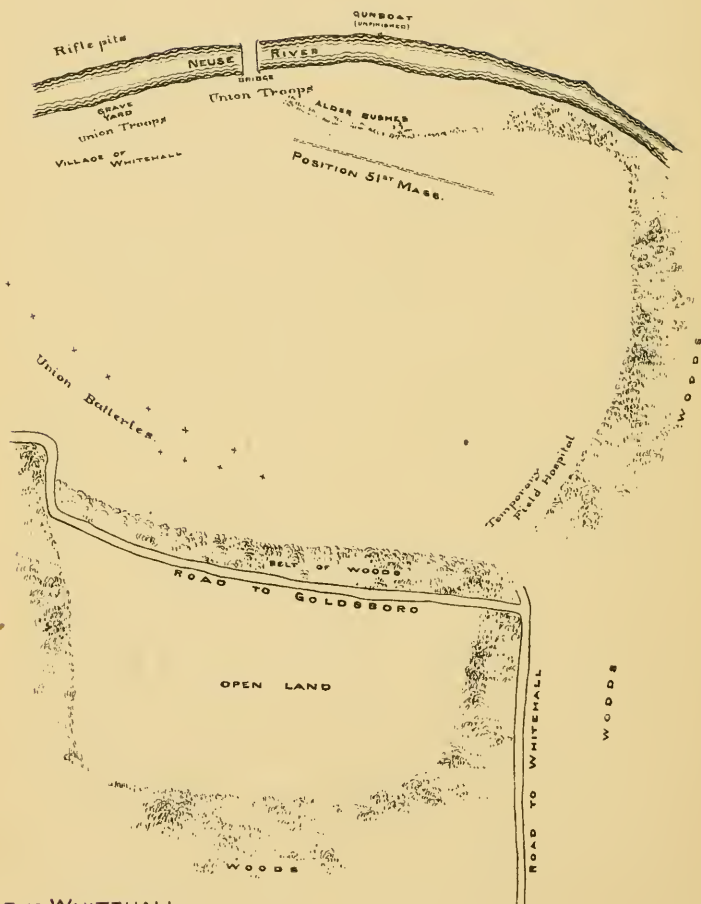 GUNBOAT
(UNFINISHED)
Rifle pits
NEUSE RIVER
BRIDGE
GRAVE
YARD
Union Troops
Union Troops
ALDER BUSHES
VILLAGE OF
WHITEHALL
POSITION 51ST MASS.
WOODS
Union Batteries
Temporary
Field Hospital
BELT OF WOODS
ROAD TO GOLDSBORO
OPEN LAND
ROAD TO WHITEHALL
WOODS
WOODS
WHITEHALL